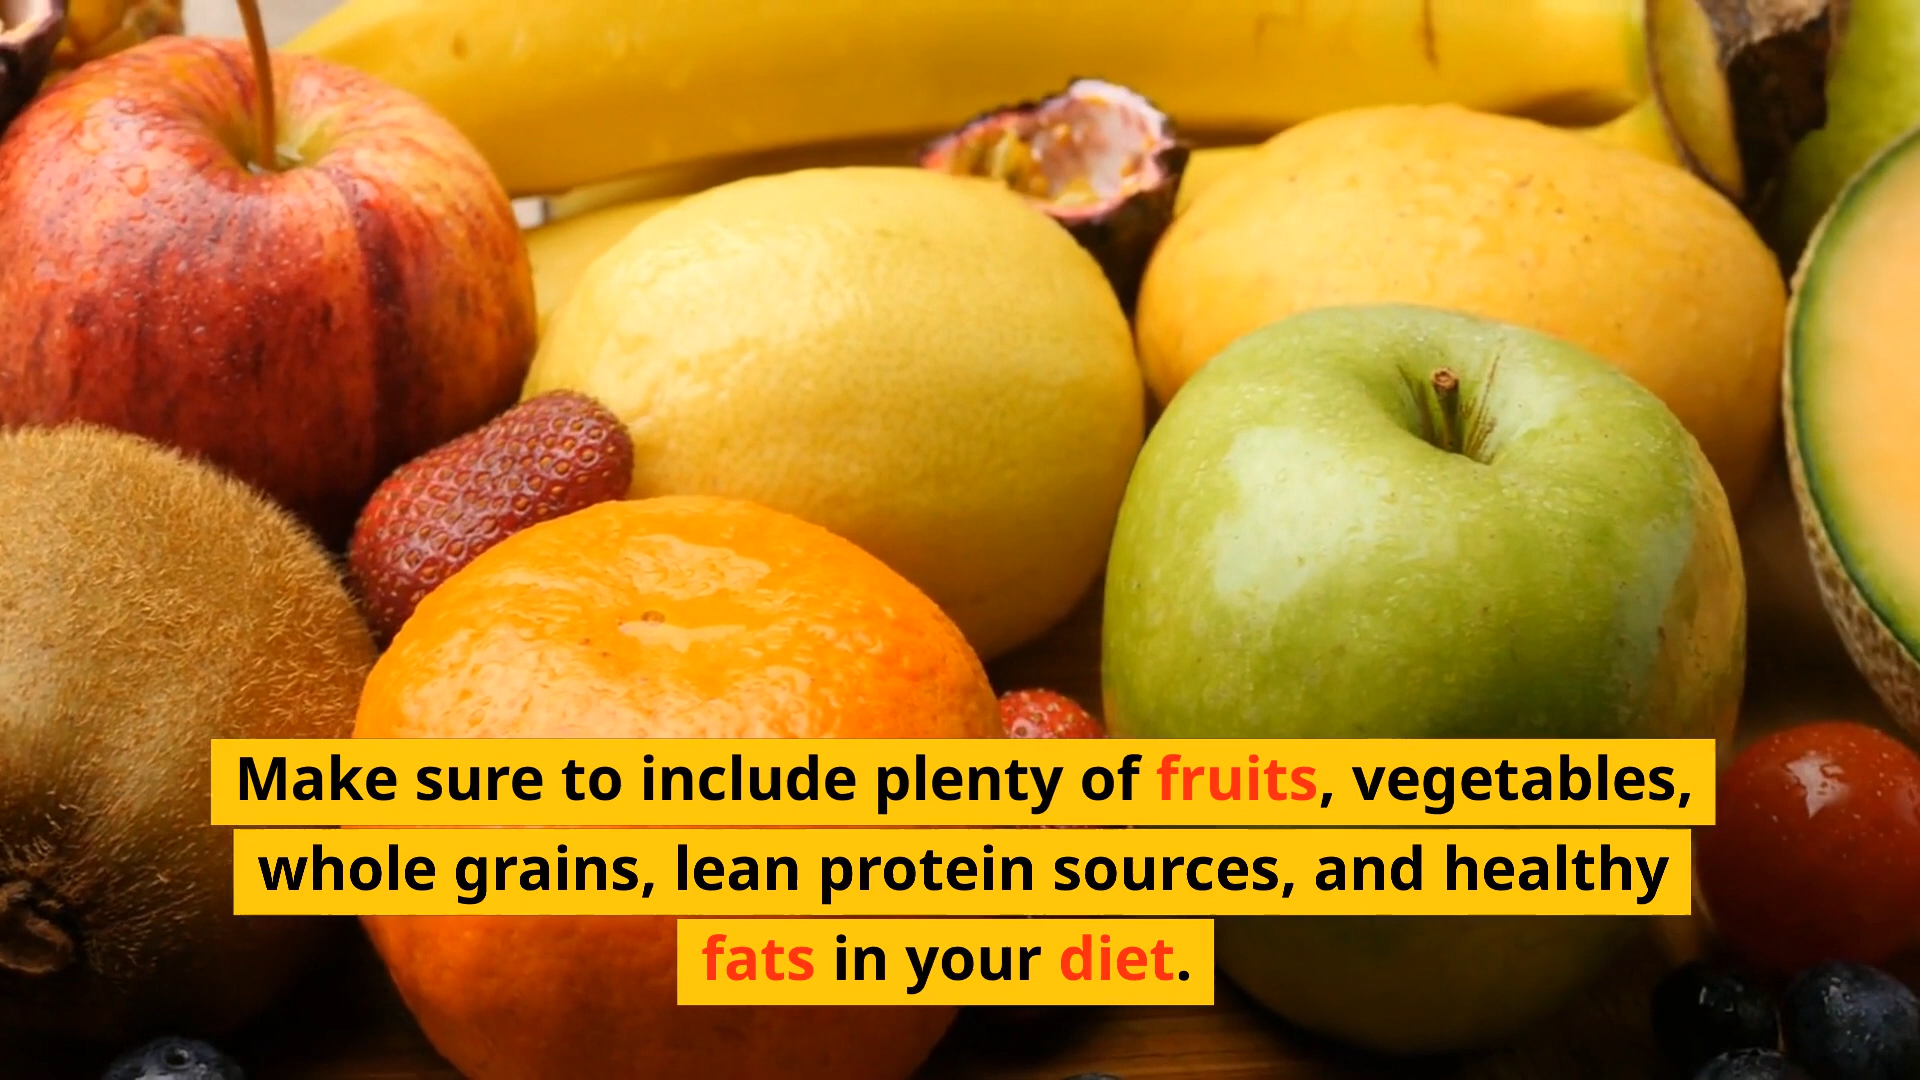 Make sure to include plenty of fruits, vegetables,
whole grains, lean protein sources, and healthy
fats in your diet.